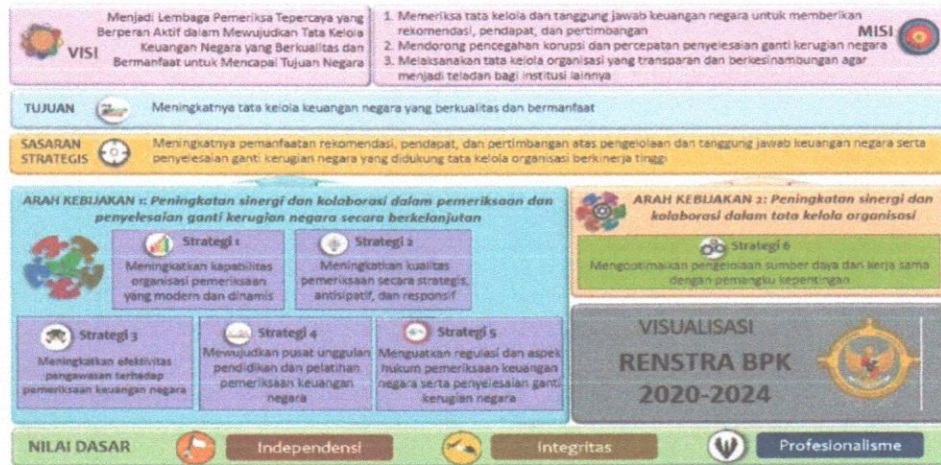 VISI
Menjadi Lembaga Pemeriksa Tepercaya yang
Berperan Aktif dalam Mewujudkan Tata Kelola
Keuangan Negara yang Berkualitas dan
Bermanfaat untuk Mencapai Tujuan Negara
MISI
1. Memeriksa tata kelola dan tanggung jawab keuangan negara untuk memberikan
rekomendasi, pendapat, dan pertimbangan
2. Mendorong pencegahan korupsi dan percepatan penyelesaian ganti kerugian negara
3. Melaksanakan tata kelola organisasi yang transparan dan berkesinambungan agar
menjadi teladan bagi institusi lainnya
TUJUAN
Meningkatnya tata kelola keuangan negara yang berkualitas dan bermanfaat
SASARAN
STRATEGIS
Meningkatnya pemanfaatan rekomendasi, pendapat, dan pertimbangan atas pengelolaan dan tanggung jawab keuangan negara serta
penyelesaian ganti kerugian negara yang didukung tata kelola organisasi berkinerja tinggi
ARAH KEBIJAKAN 1: Peningkatan sinergi dan kolaborasi dalam pemeriksaan dan
penyelesaian ganti kerugian negara secara berkelanjutan
Strategi 1
Meningkatkan kapabilitas
organisasi pemeriksaan
yang modern dan dinamis
Strategi 2
Meningkatkan kualitas
pemeriksaan secara strategis,
antisipatif, dan responsif
Strategi 3
Meningkatkan efektivitas
pengawasan terhadap
pemeriksaan keuangan negara
Strategi 4
Mewujudkan pusat unggulan
pendidikan dan pelatihan
pemeriksaan keuangan
negara
Strategi 5
Menguatkan regulasi dan aspek
hukum pemeriksaan keuangan
negara serta penyelesaian ganti
kerugian negara
ARAH KEBIJAKAN 2: Peningkatan sinergi dan
kolaborasi dalam tata kelola organisasi
Strategi 6
Mengoptimalkan pengelolaan sumber daya dan kerja sama
dengan pemangku kepentingan
VISUALISASI
RENSTRA BPK
2020-2024
NILAI DASAR
Independensi
Integritas
Profesionalisme